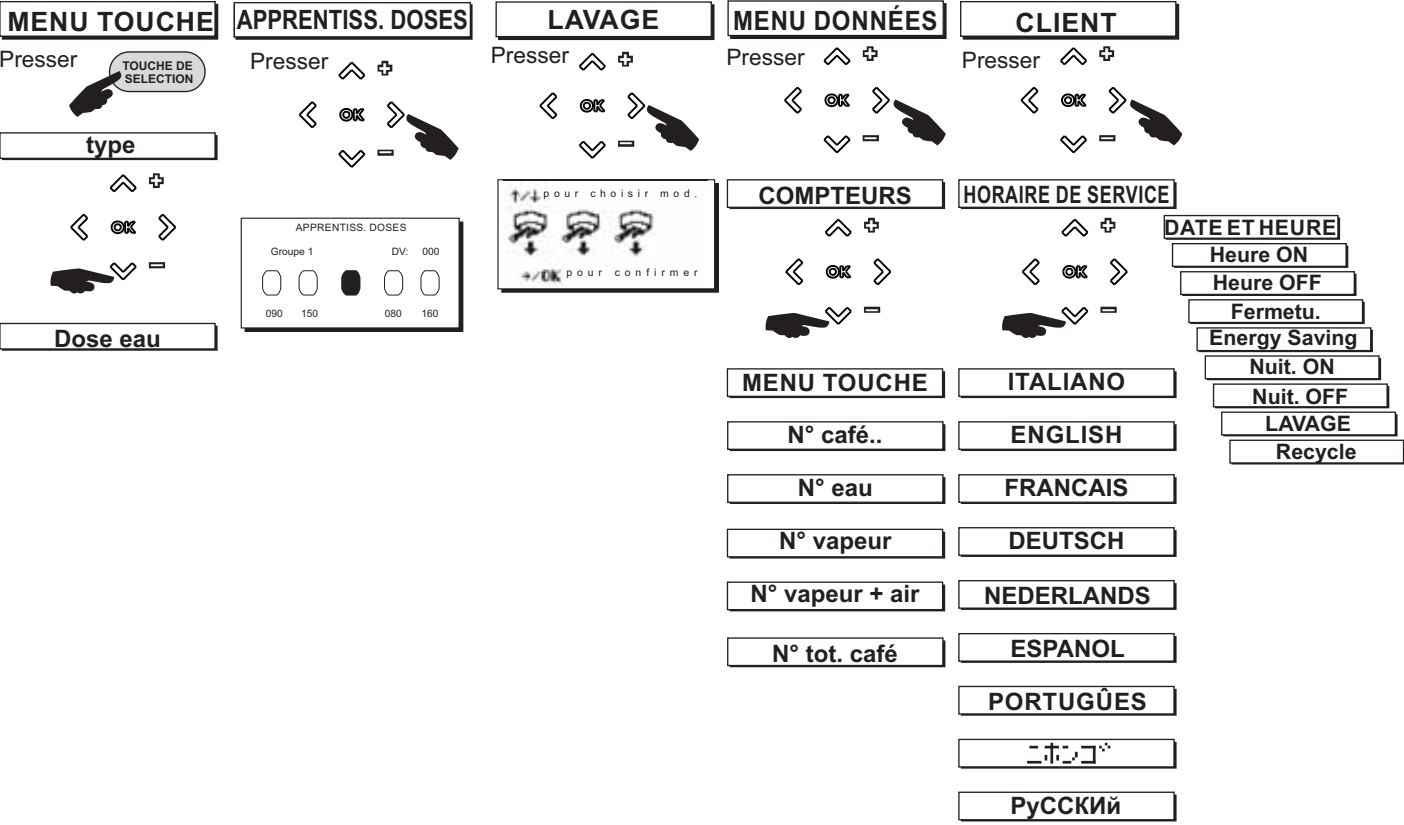 MENU TOUCHE
Presser
TOUCHE DE
SELECTION
type
OK
Dose eau
APPRENTISS. DOSES
Presser
OK
APPRENTISS. DOSES
Groupe 1 DV: 000
090 150 080 160
LAVAGE
Presser
OK
↑/↓ pour choisir mod.
→/OK pour confirmer
MENU DONNÉES
Presser
OK
COMPTEURS
OK
MENU TOUCHE
N° café..
N° eau
N° vapeur
N° vapeur + air
N° tot. café
CLIENT
Presser
OK
HORAIRE DE SERVICE
OK
ITALIANO
ENGLISH
FRANCAIS
DEUTSCH
NEDERLANDS
ESPANOL
PORTUGÛES
ニホンゴ
РуССКИй
DATE ET HEURE
Heure ON
Heure OFF
Fermetu.
Energy Saving
Nuit. ON
Nuit. OFF
LAVAGE
Recycle